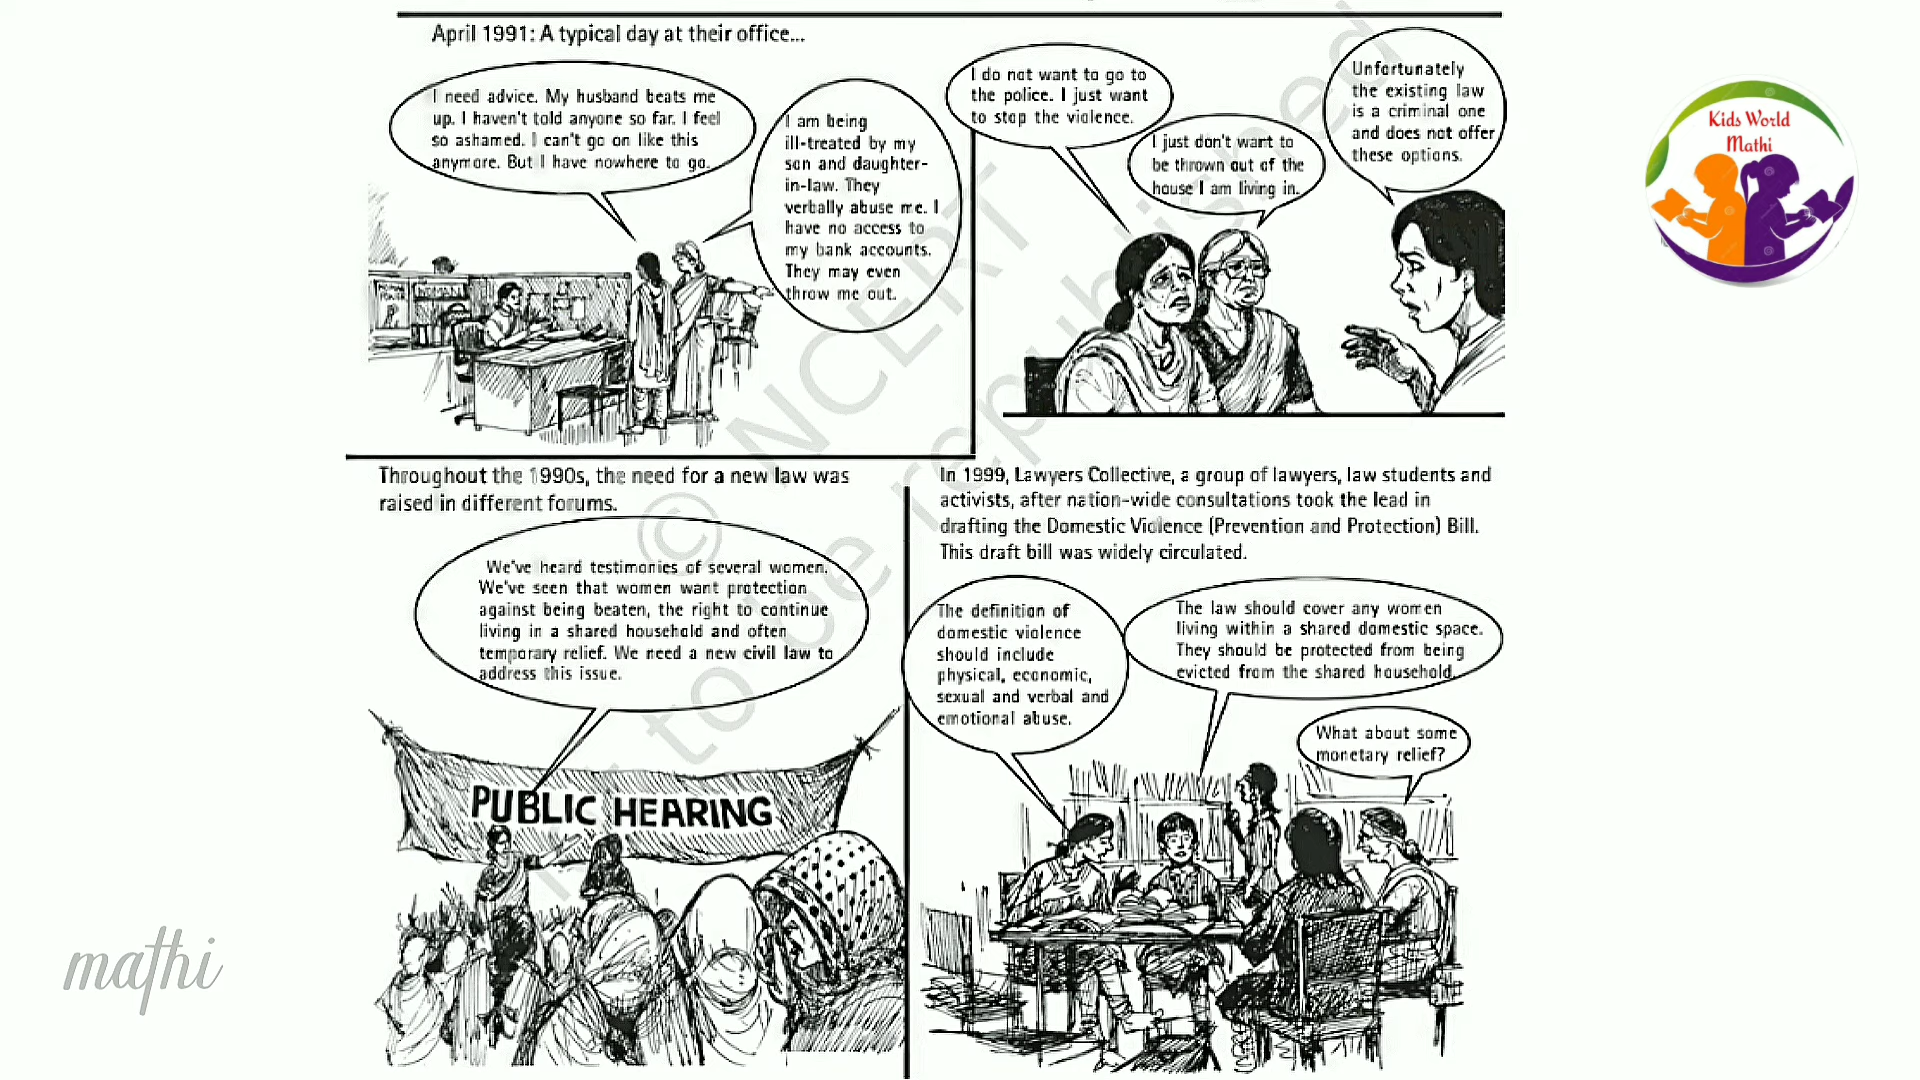 April 1991: A typical day at their office...
I need advice. My husband beats me
up. I haven't told anyone so far. I feel
so ashamed. I can't go on like this
anymore. But I have nowhere to go.
I am being
ill-treated by my
son and daughter-
in-law. They
verbally abuse me. I
have no access to
my bank accounts.
They may even
throw me out.
I do not want to go to
the police. I just want
to stop the violence.
I just don't want to
be thrown out of the
house I am living in.
Unfortunately
the existing law
is a criminal one
and does not offer
these options.
Kids World
Mathi
Throughout the 1990s, the need for a new law was
raised in different forums.
We've heard testimonies of several women.
We've seen that women want protection
against being beaten, the right to continue
living in a shared household and often
temporary relief. We need a new civil law to
address this issue.
PUBLIC HEARING
In 1999, Lawyers Collective, a group of lawyers, law students and
activists, after nation-wide consultations took the lead in
drafting the Domestic Violence (Prevention and Protection) Bill.
This draft bill was widely circulated.
The definition of
domestic violence
should include
physical, economic,
sexual and verbal and
emotional abuse.
The law should cover any women
living within a shared domestic space.
They should be protected from being
evicted from the shared household.
What about some
monetary relief?
© NCERT
to be republished
mathi